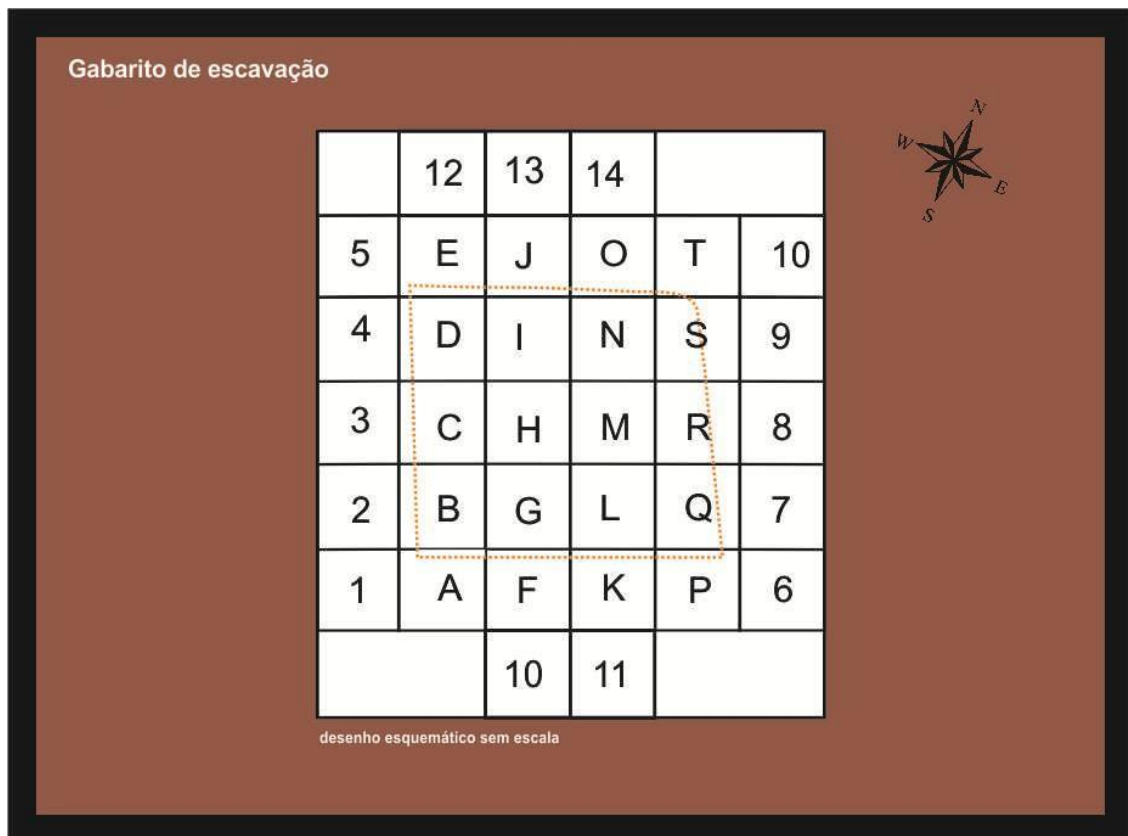 Gabarito de escavação
N
W
E
S
12 13 14
5 E J O T 10
4 D I N S 9
3 C H M R 8
2 B G L Q 7
1 A F K P 6
10 11
desenho esquemático sem escala